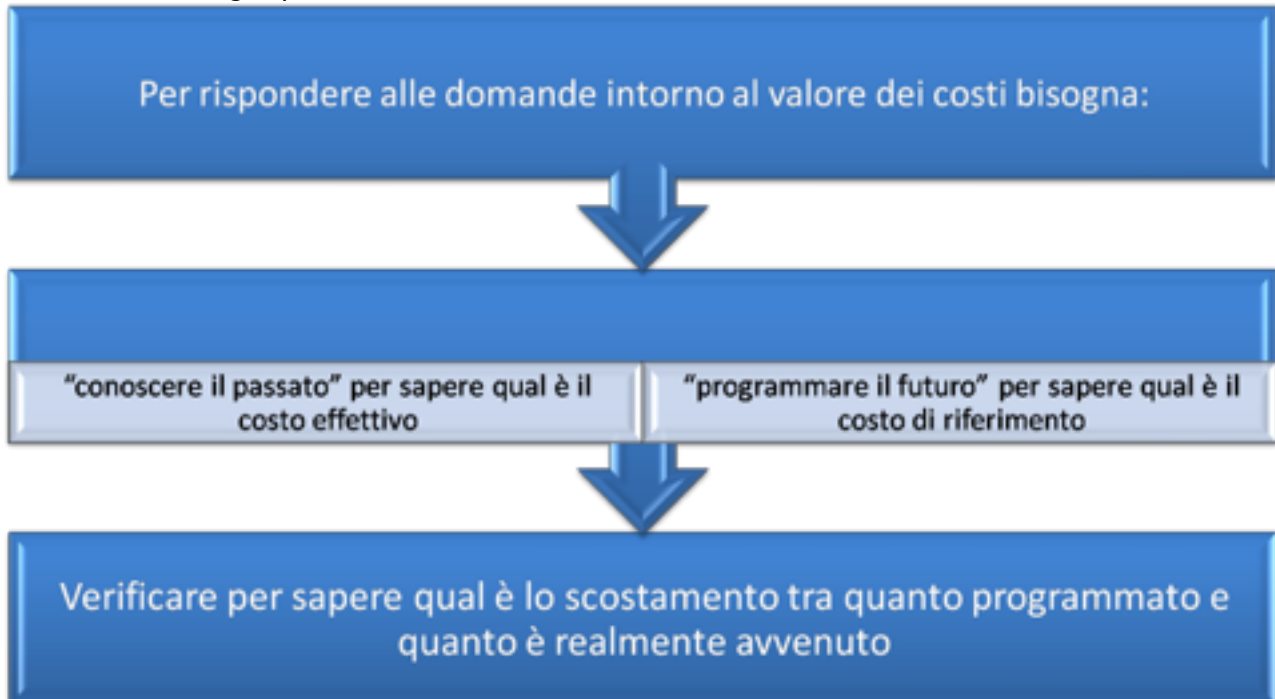 Per rispondere alle domande intorno al valore dei costi bisogna:
“conoscere il passato” per sapere qual è il
costo effettivo
“programmare il futuro” per sapere qual è il
costo di riferimento
Verificare per sapere qual è lo scostamento tra quanto programmato e
quanto è realmente avvenuto